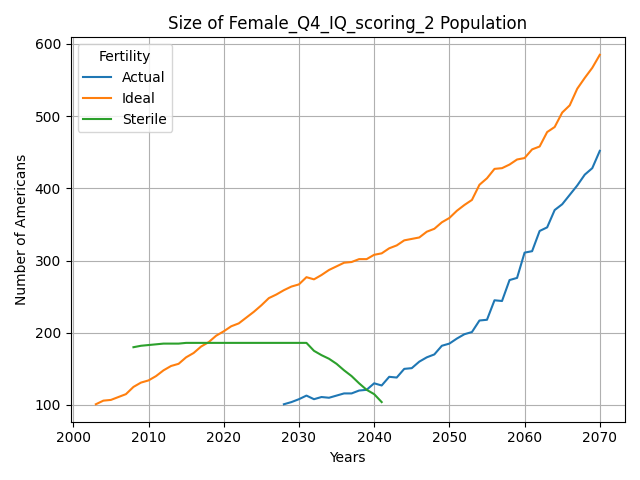 Size of Female_Q4_IQ_scoring_2 Population
Number of Americans
600
500
400
300
200
100
Fertility
Actual
Ideal
Sterile
2000 2010 2020 2030 2040 2050 2060 2070
Years